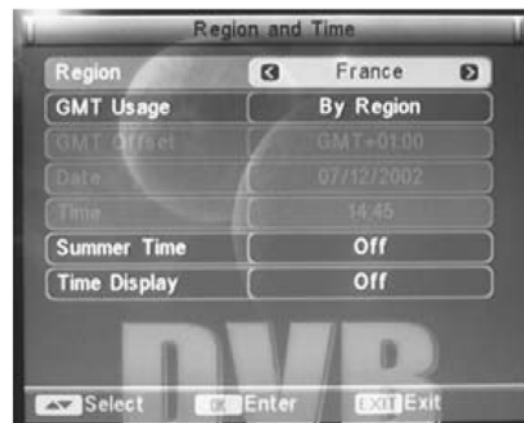 Region and Time
Region France
GMT Usage By Region
GMT Offset GMT+01:00
Date 07/12/2002
Time 14:45
Summer Time Off
Time Display Off
DVB
Select OK Enter EXIT Exit